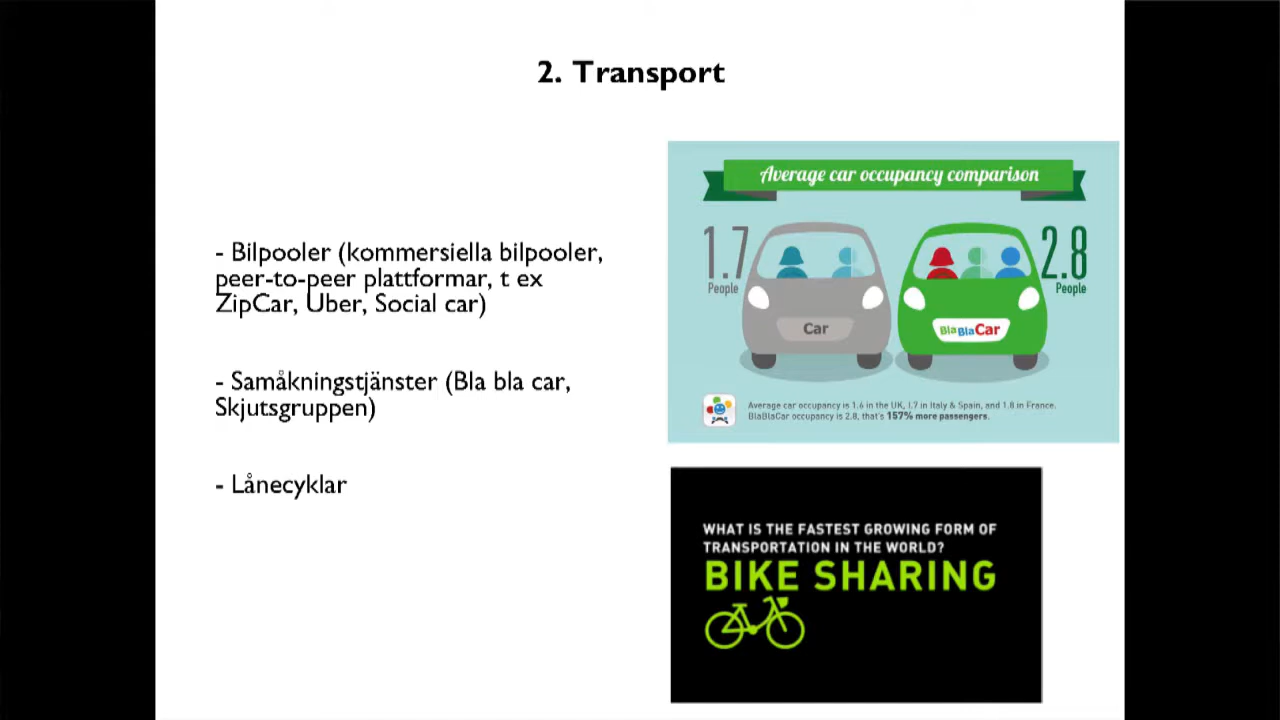 2. Transport
- Bilpooler (kommersiella bilpooler,
peer-to-peer plattformar, t ex
ZipCar, Uber, Social car)
- Samåkningstjänster (Bla bla car,
Skjutsgruppen)
- Lånecyklar
Average car occupancy comparison
1.7
People
2.8
People
Car
BlaBlaCar
Average car occupancy is 1.6 in the UK, 1.7 in Italy & Spain, and 1.8 in France.
BlaBlaCar occupancy is 2.8, that's 157% more passengers.
WHAT IS THE FASTEST GROWING FORM OF
TRANSPORTATION IN THE WORLD?
BIKE SHARING